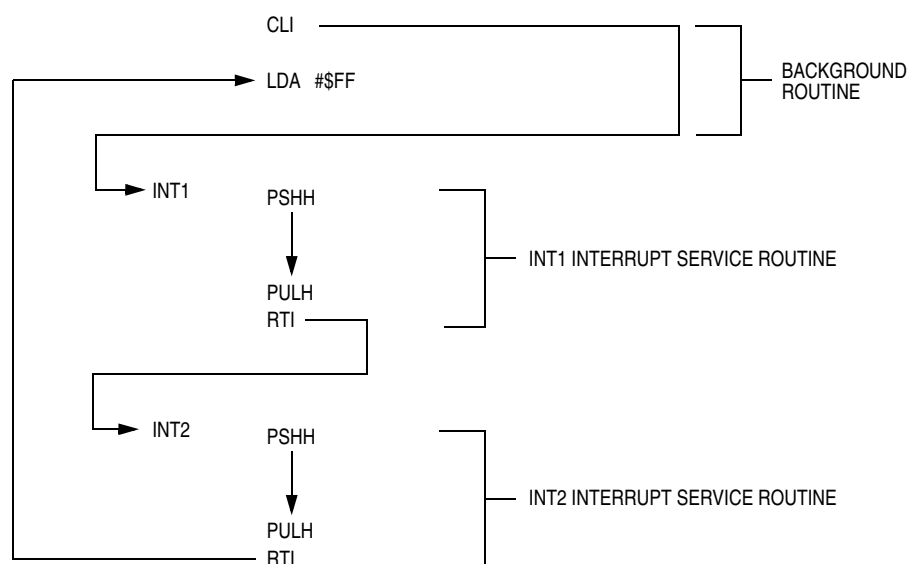 CLI
LDA #$FF
BACKGROUND
ROUTINE
INT1
PSHH
INT1 INTERRUPT SERVICE ROUTINE
PULH
RTI
INT2
PSHH
INT2 INTERRUPT SERVICE ROUTINE
PULH
RTI